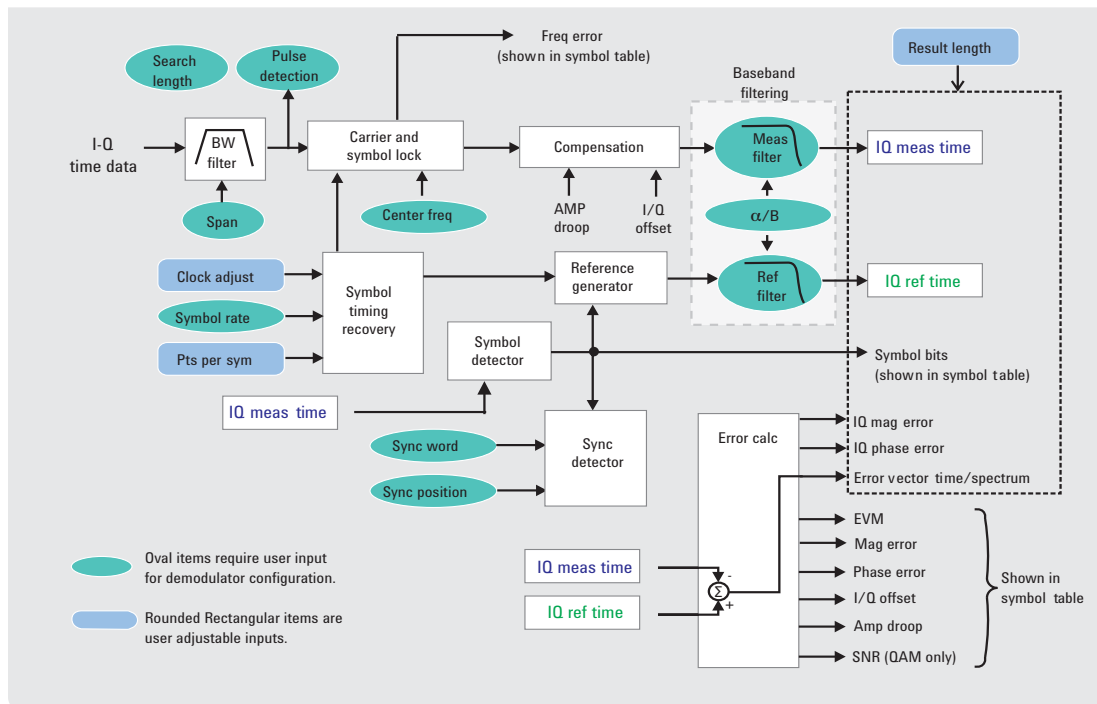 Freq error
(shown in symbol table)
Result length
Search
length
Pulse
detection
Baseband
filtering
I-Q
time data
BW
filter
Carrier and
symbol lock
Compensation
Meas
filter
IQ meas time
Span
Center freq
AMP
droop
I/Q
offset
α/B
Clock adjust
Symbol rate
Pts per sym
Symbol
timing
recovery
Reference
generator
Ref
filter
IQ ref time
Symbol
detector
Symbol bits
(shown in symbol table)
IQ meas time
Sync word
Sync position
Sync
detector
Error calc
IQ mag error
IQ phase error
Error vector time/spectrum
EVM
Mag error
Phase error
I/Q offset
Amp droop
SNR (QAM only)
Shown in
symbol table
IQ meas time
IQ ref time
-
Σ
+
Oval items require user input
for demodulator configuration.
Rounded Rectangular items are
user adjustable inputs.